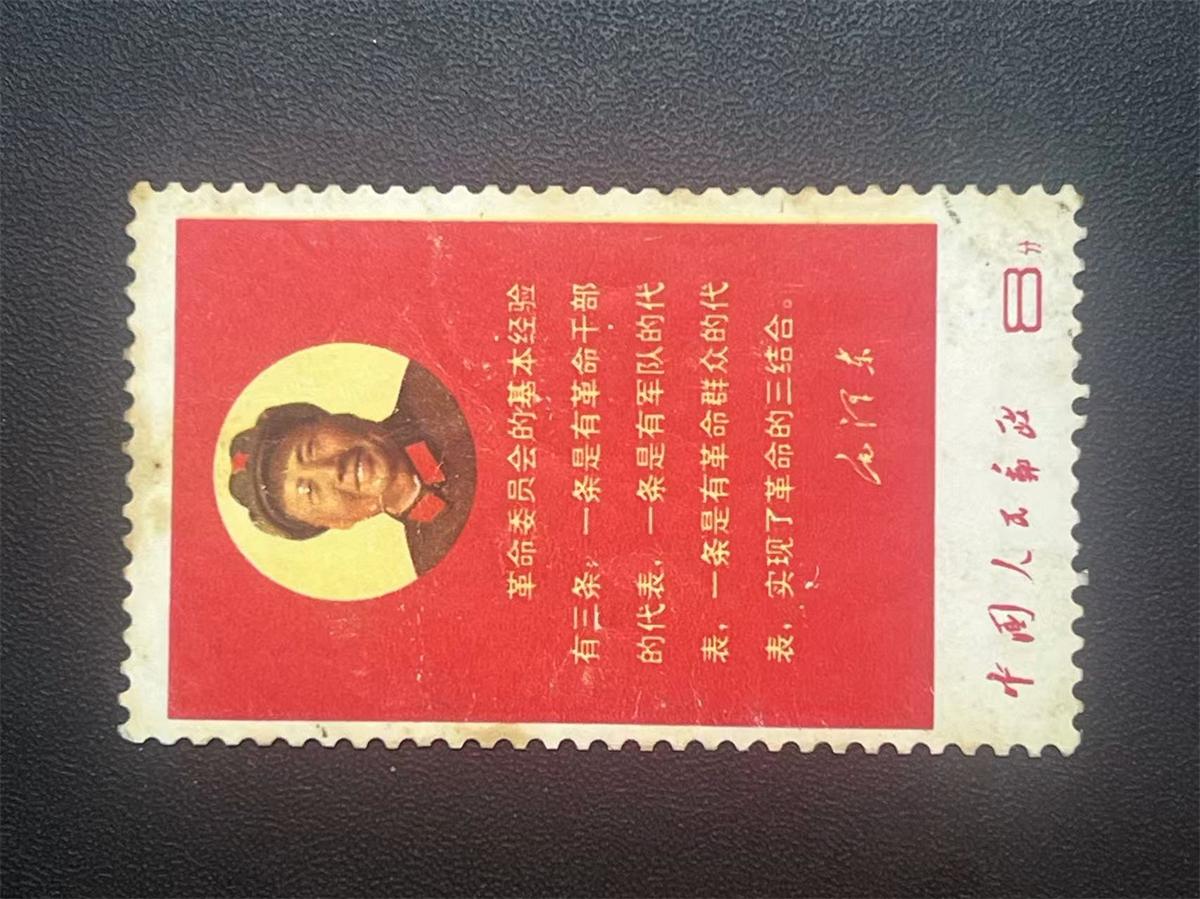 革命委员会的基本经验
有三条：一条是有革命干部
的代表，一条是有军队的代
表，一条是有革命群众的代
表，实现了革命的三结合。
毛泽东
中国人民邮政
8分